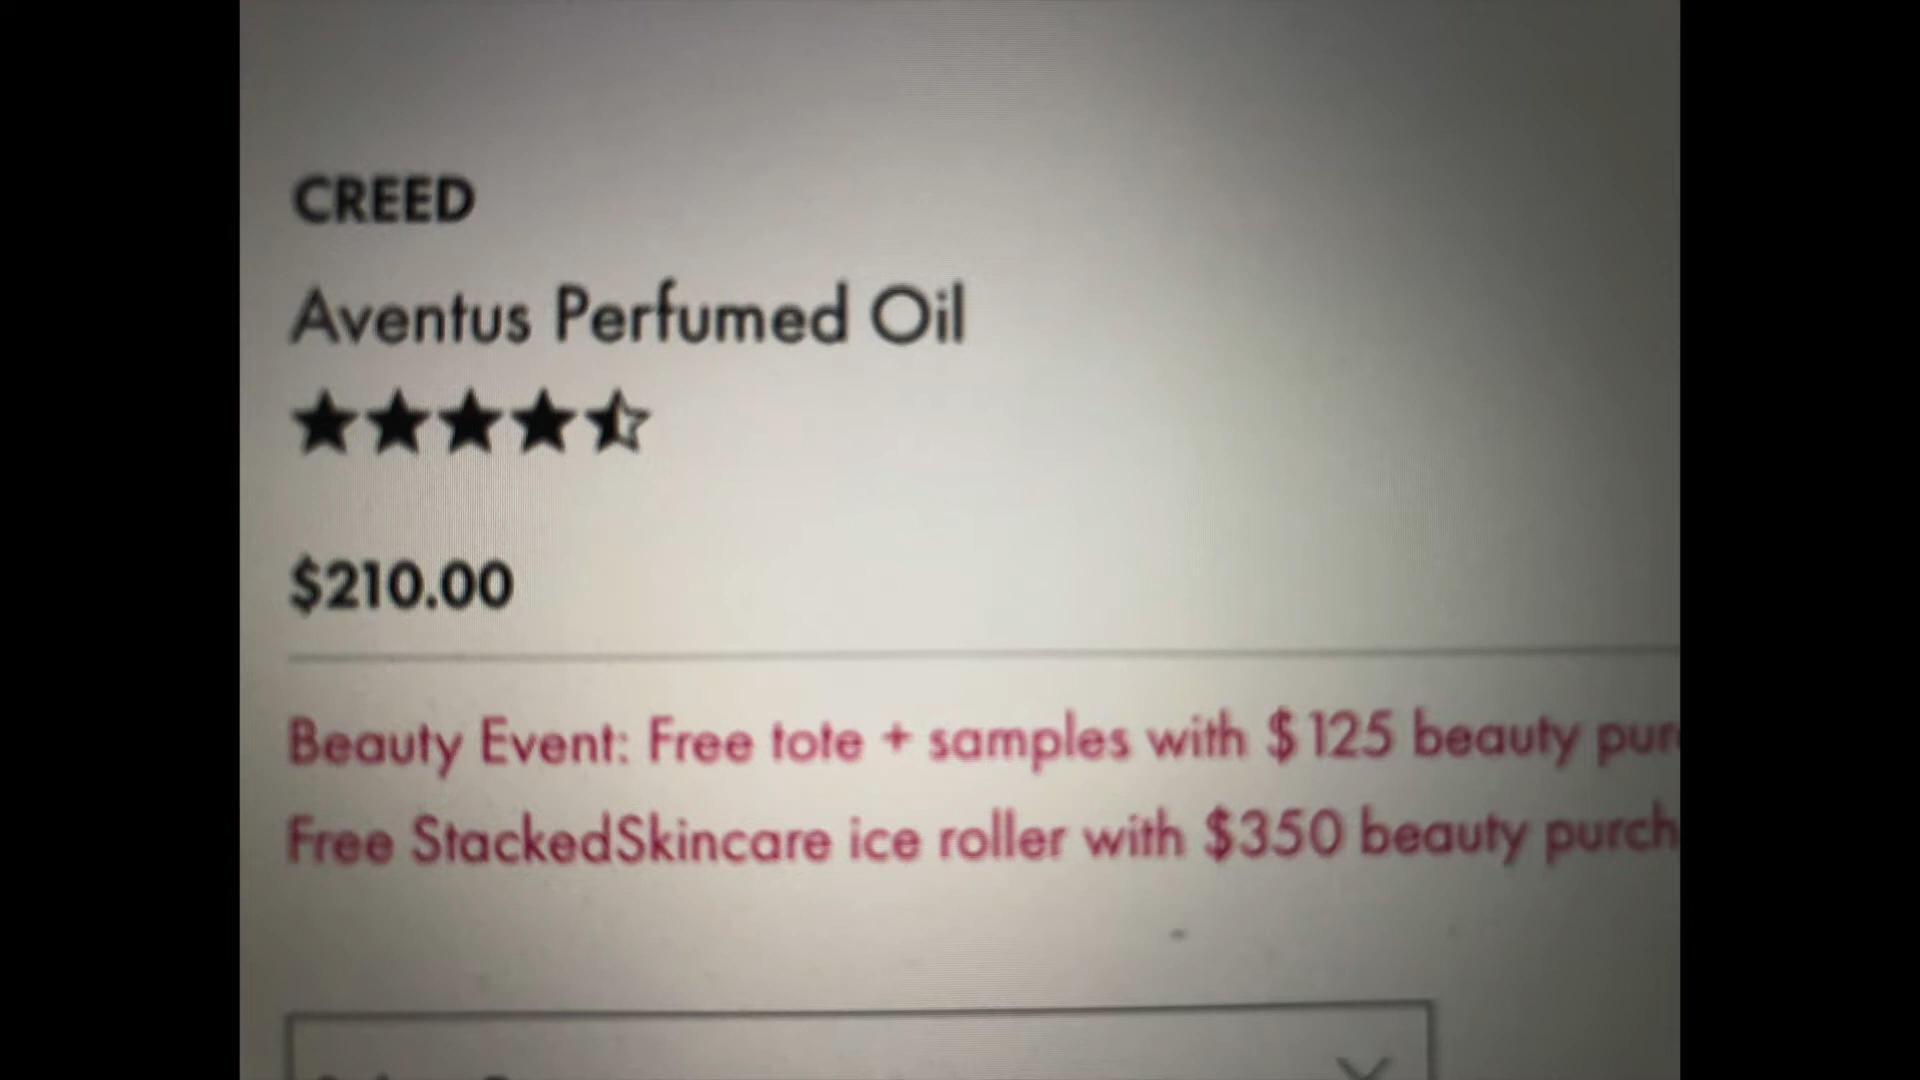 CREED
Aventus Perfumed Oil
$210.00
Beauty Event: Free tote + samples with $125 beauty
Free StackedSkincare ice roller with $350 beauty